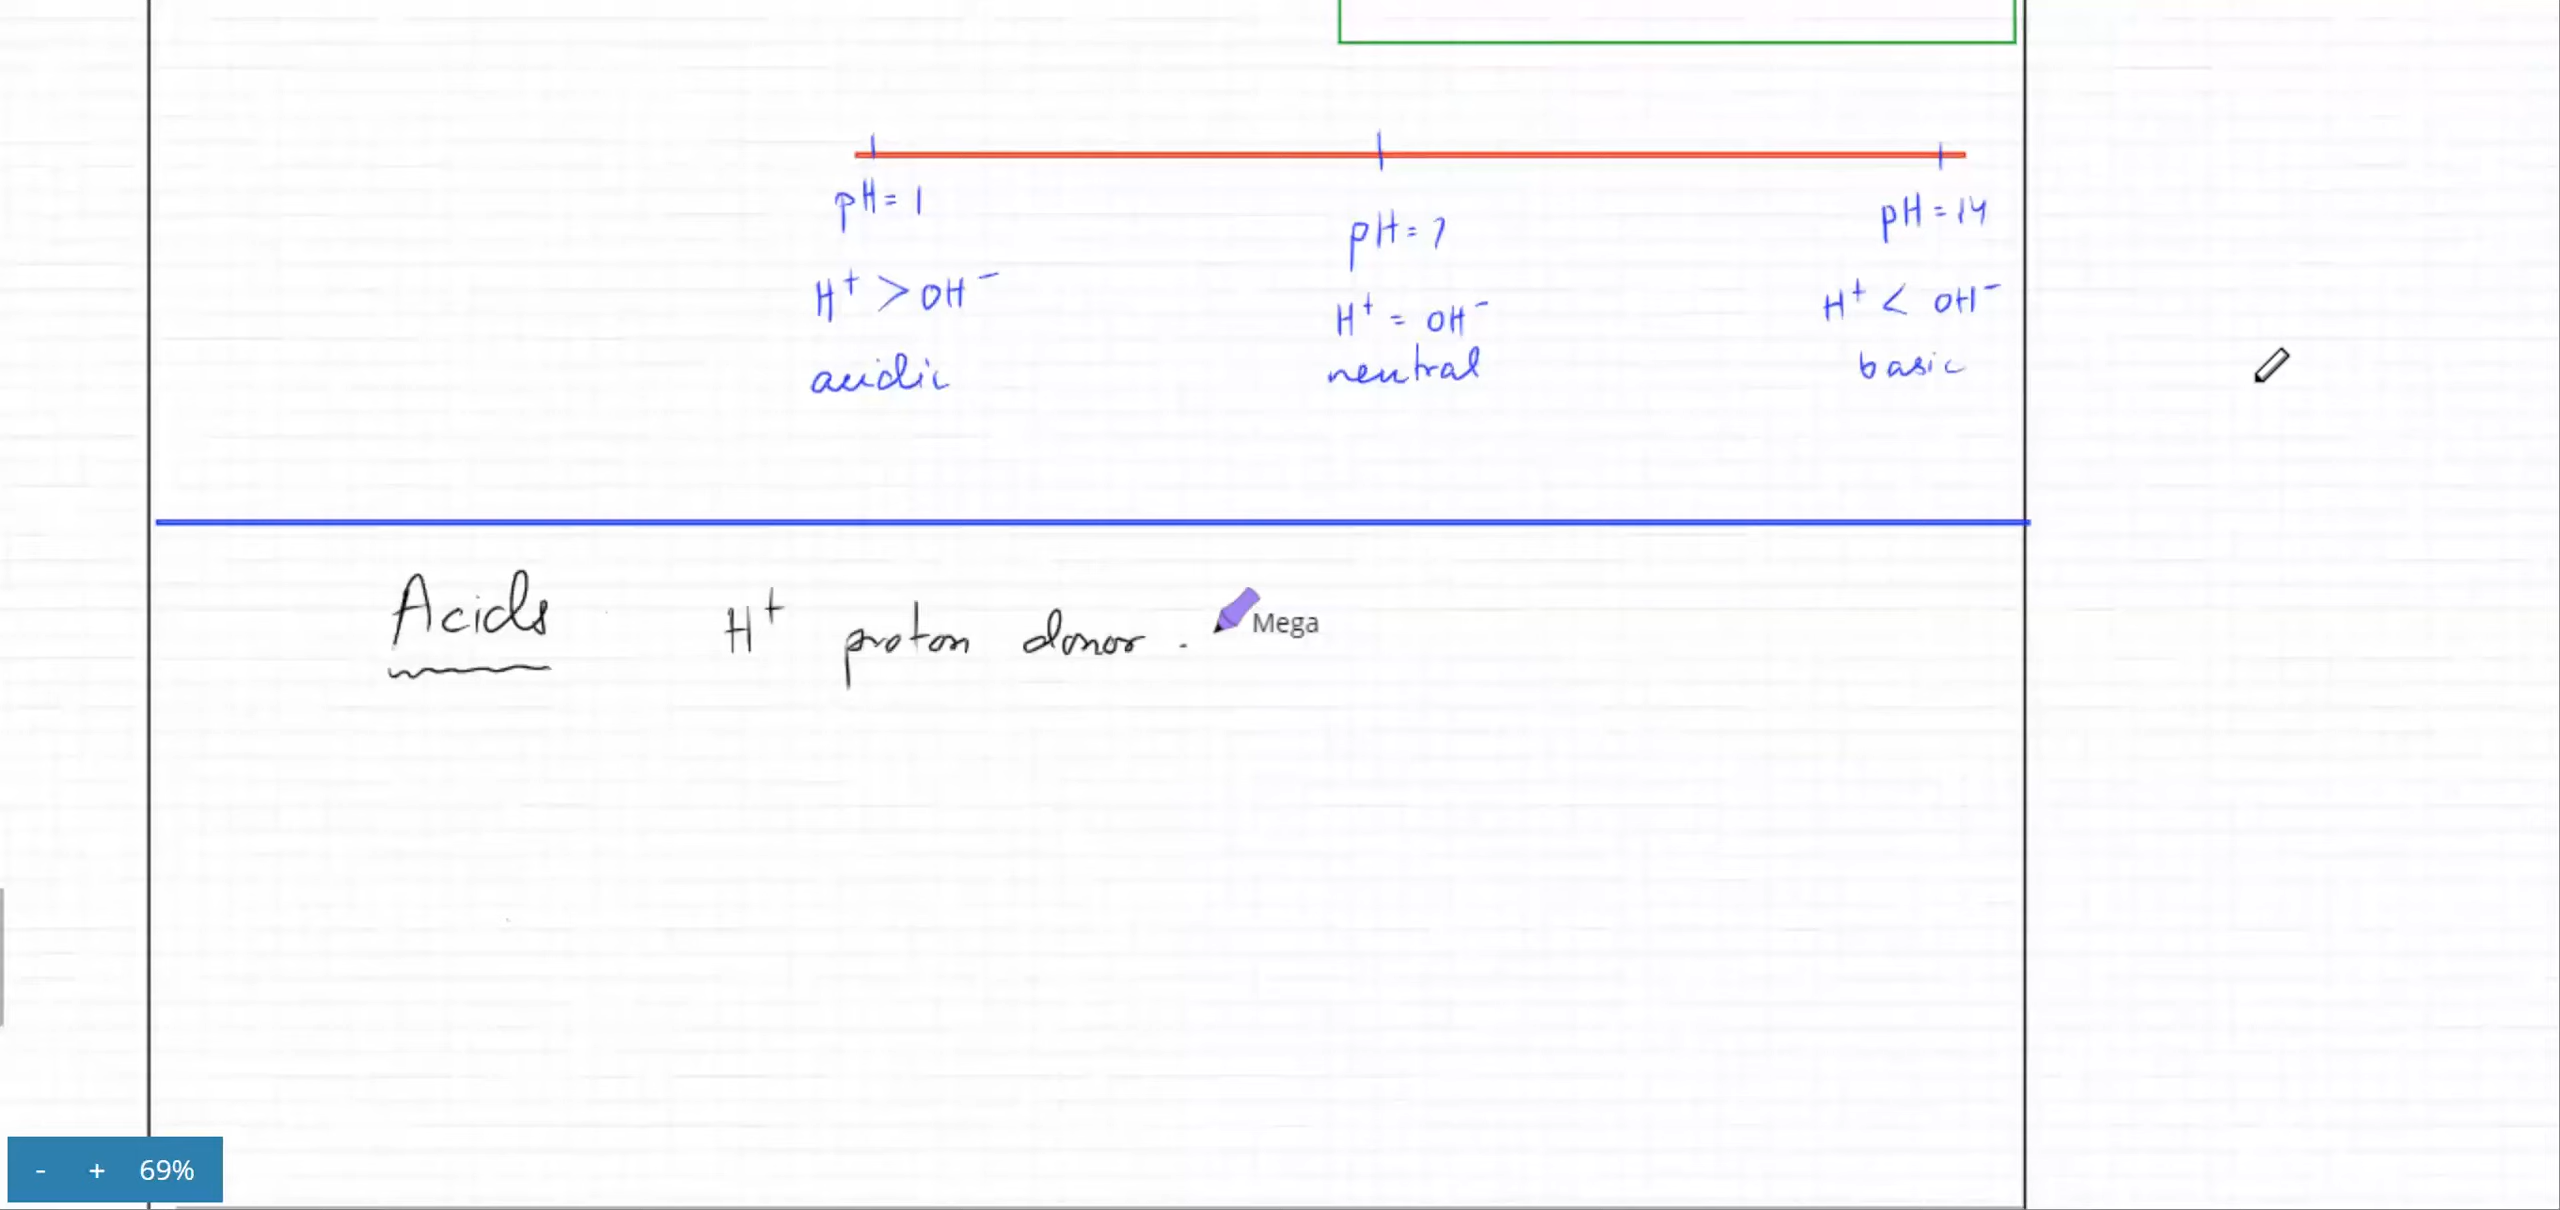 pH = 1
pH = 7
pH = 14
H⁺ > OH⁻
H⁺ = OH⁻
H⁺ < OH⁻
acidic
neutral
basic
Acids H⁺ proton donor .
Mega
- + 69%